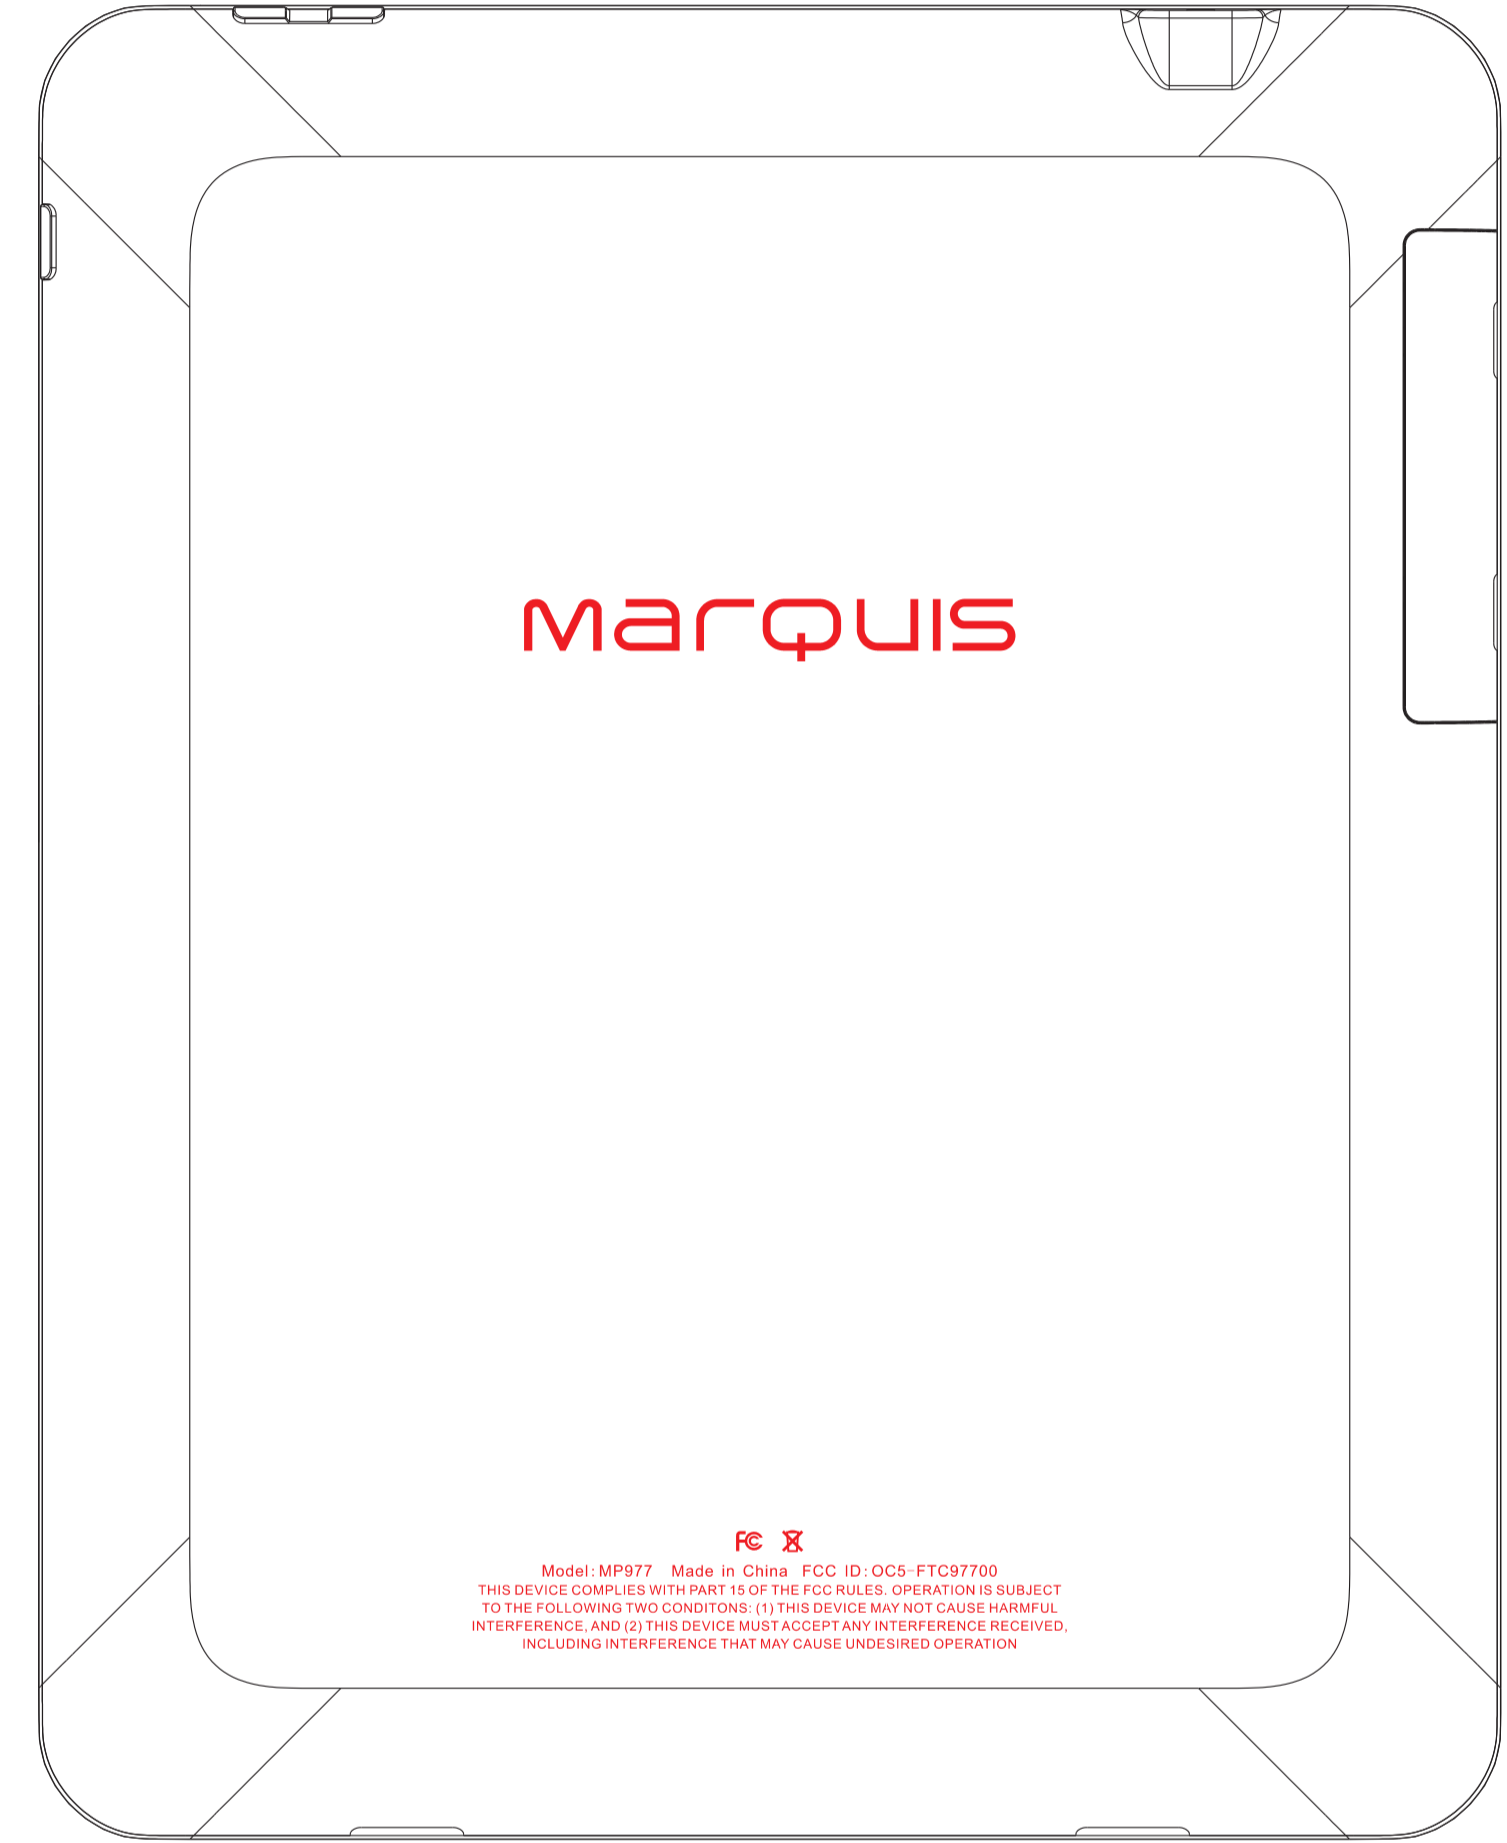 MarQUIS
FC
Model:MP977 Made in China FCC ID:OC5-FTC97700
THIS DEVICE COMPLIES WITH PART 15 OF THE FCC RULES. OPERATION IS SUBJECT
TO THE FOLLOWING TWO CONDITONS: (1) THIS DEVICE MAY NOT CAUSE HARMFUL
INTERFERENCE, AND (2) THIS DEVICE MUST ACCEPT ANY INTERFERENCE RECEIVED,
INCLUDING INTERFERENCE THAT MAY CAUSE UNDESIRED OPERATION